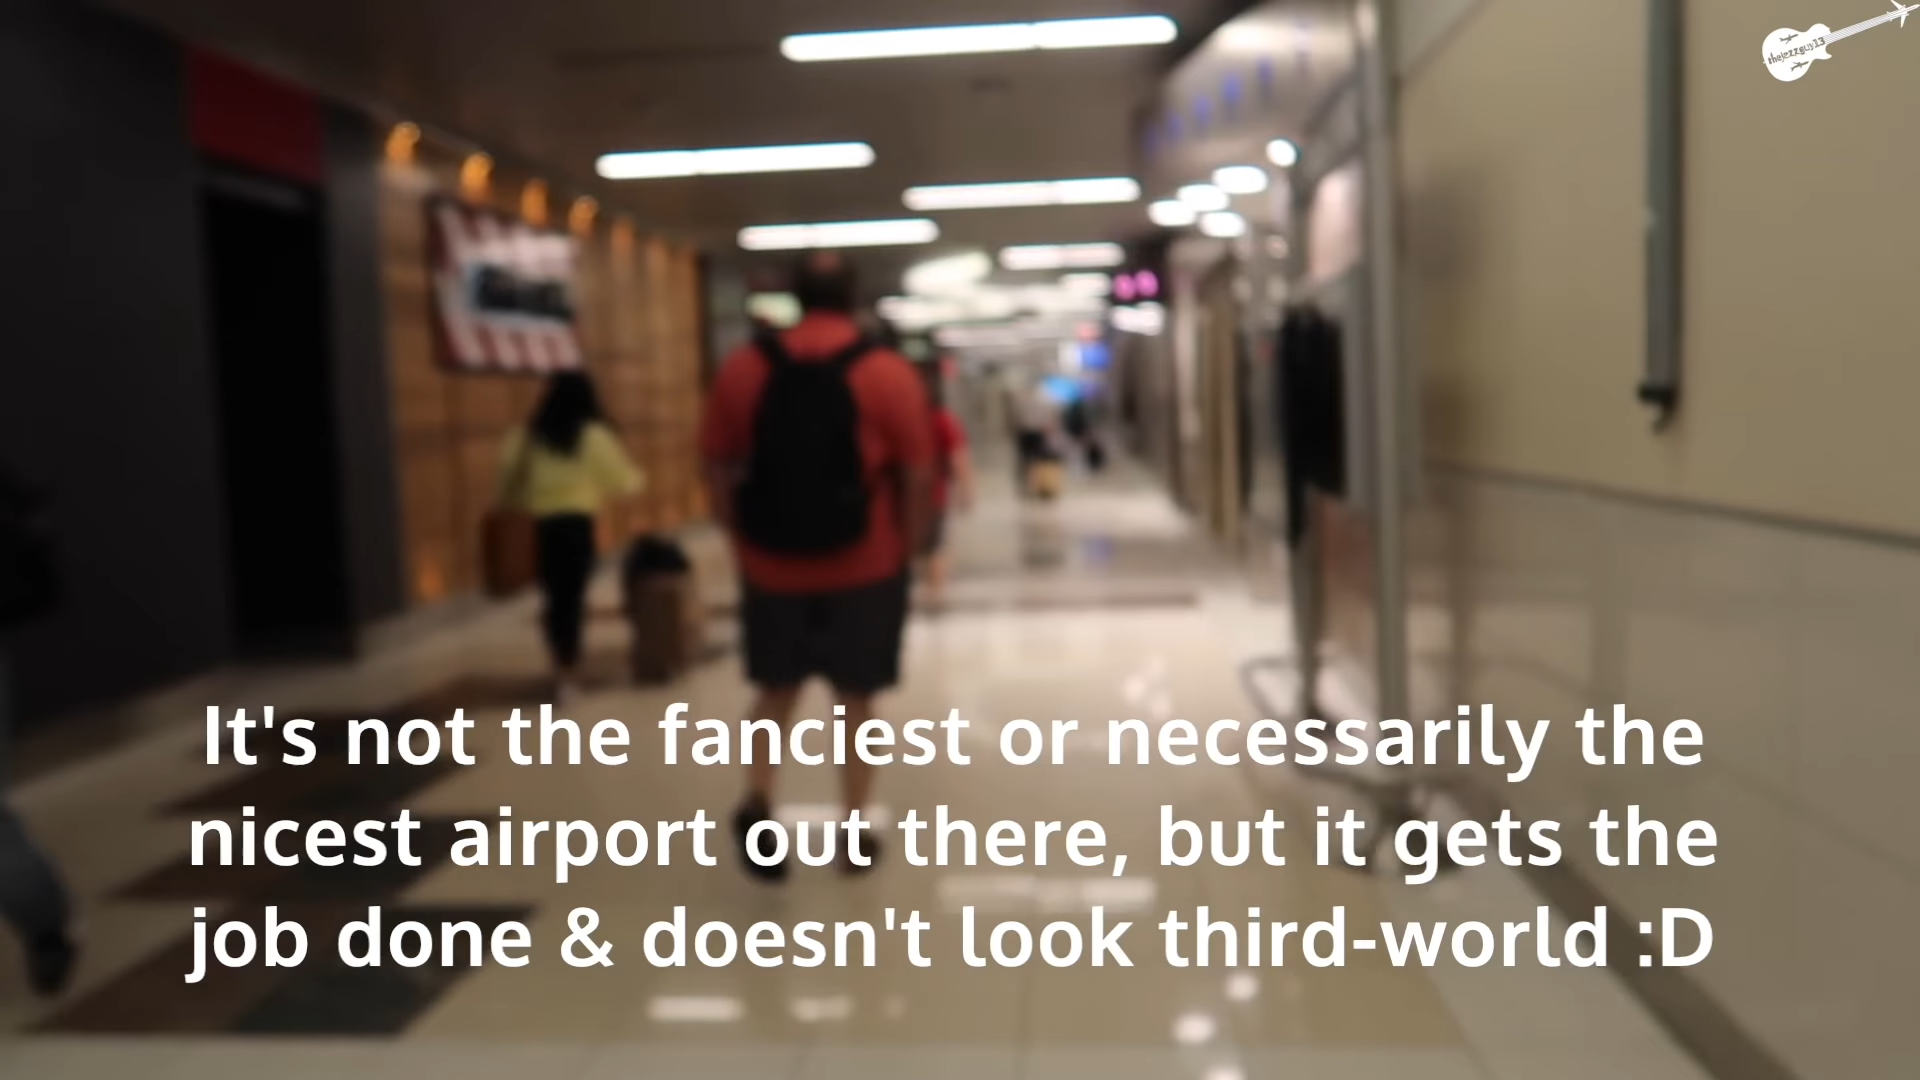 thejazzguy13
It's not the fanciest or necessarily the
nicest airport out there, but it gets the
job done & doesn't look third-world :D